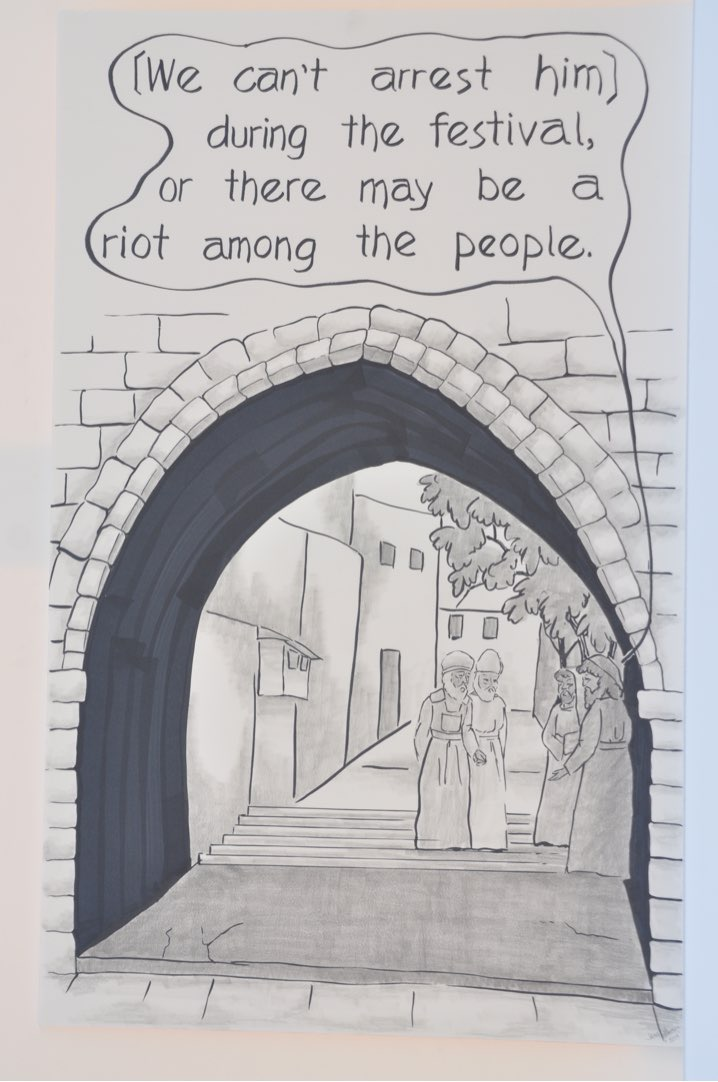 [We can't arrest him]
during the festival,
or there may be a
riot among the people.